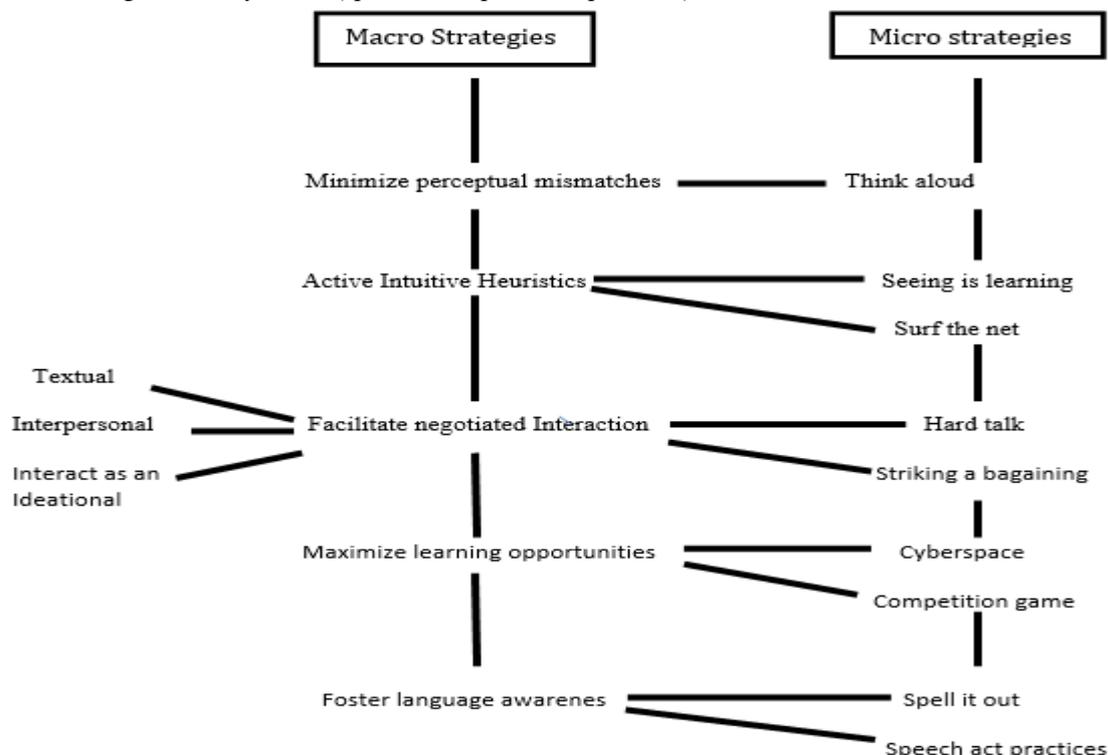 Macro Strategies
Micro strategies
Minimize perceptual mismatches
Think aloud
Active Intuitive Heuristics
Seeing is learning
Surf the net
Textual
Interpersonal
Facilitate negotiated Interaction
Hard talk
Interact as an
Ideational
Striking a bagaining
Maximize learning opportunities
Cyberspace
Competition game
Foster language awarenes
Spell it out
Speech act practices